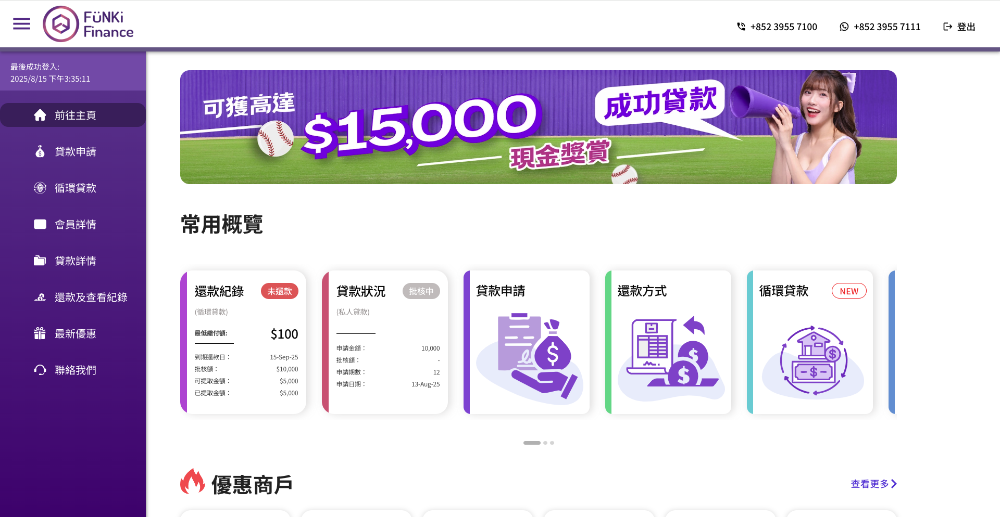 FüNKi
Finance
+852 3955 7100
+852 3955 7111
登出
最後成功登入:
2025/8/15 下午3:35:11
前往主頁
貸款申請
循環貸款
會員詳情
貸款詳情
還款及查看紀錄
最新優惠
聯絡我們
可獲高達
$15,000
現金獎賞
成功貸款
常用概覽
還款紀錄 未還款
(循環貸款)
最低繳付額: $100
到期還款日： 15-Sep-25
批核額： $10,000
可提取金額： $5,000
已提取金額： $5,000
貸款狀況 批核中
(私人貸款)
申請金額： 10,000
批核額： -
申請期數： 12
申請日期： 13-Aug-25
貸款申請
還款方式
循環貸款 NEW
優惠商戶
查看更多